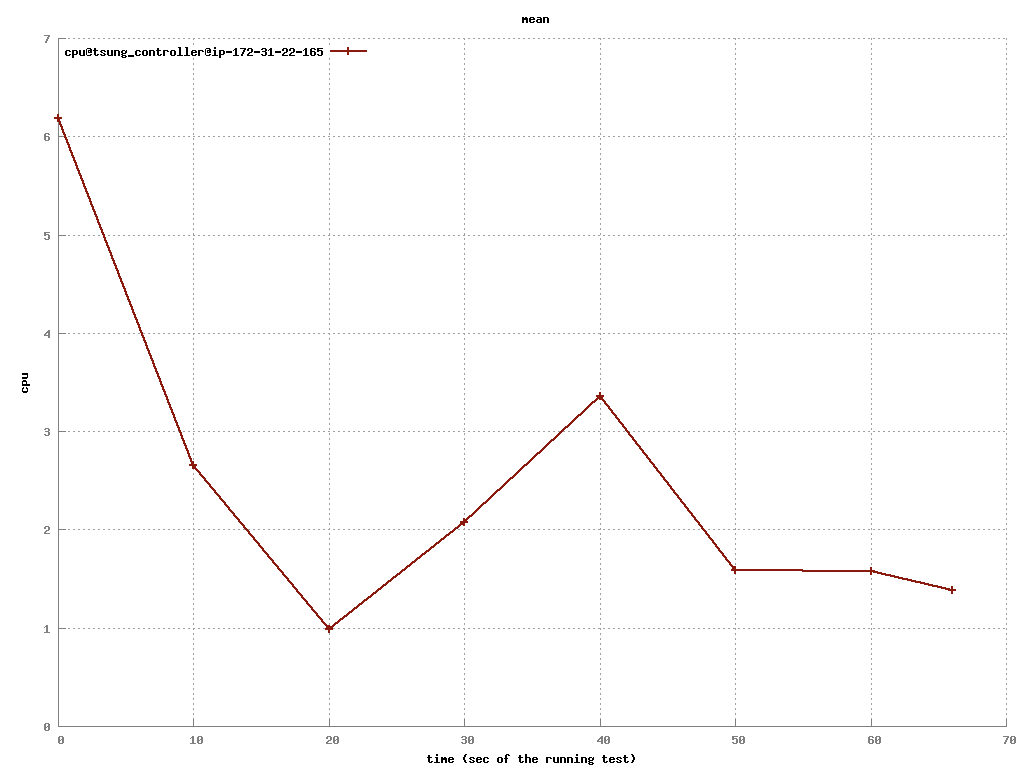 mean
7
cpu@tsung_controller@ip-172-31-22-165
6
5
4
cpu
3
2
1
0
0 10 20 30 40 50 60 70
time (sec of the running test)